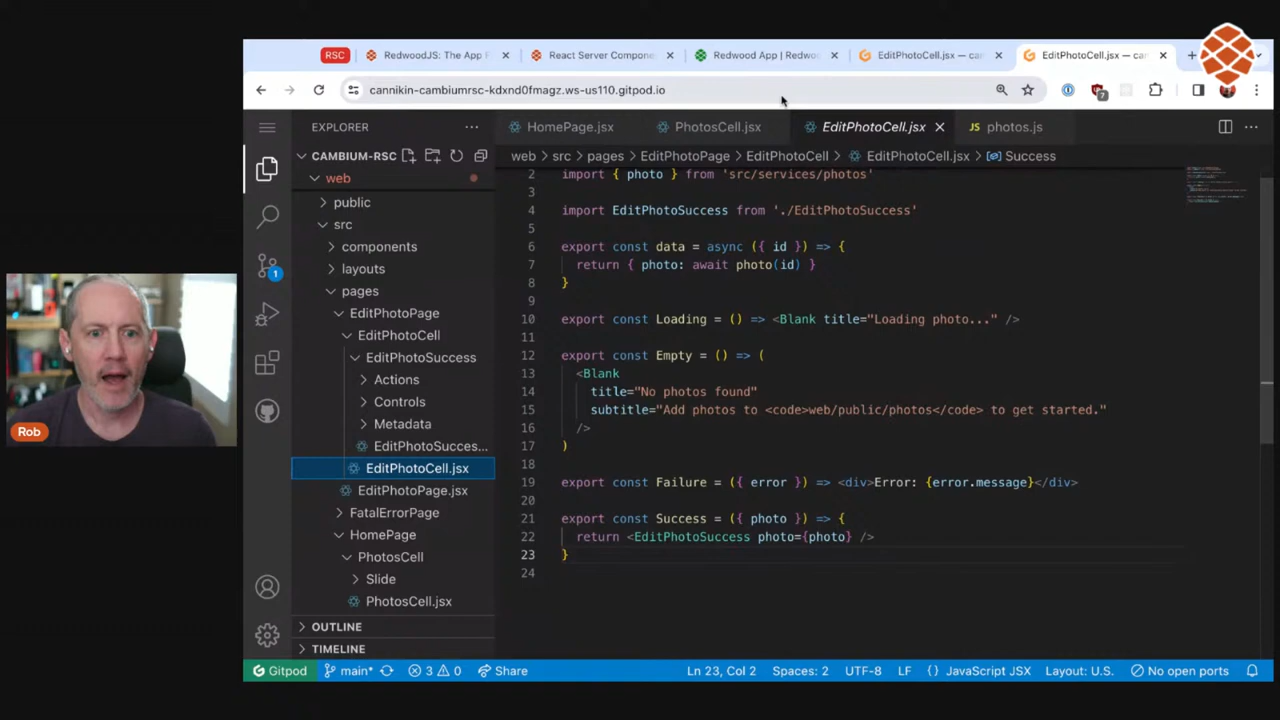 RSC
RedwoodJS: The App F
React Server Compone
Redwood App | Redwo
EditPhotoCell.jsx — ca
EditPhotoCell.jsx — ca
cannikin-cambiumrsc-kdxnd0fmagz.ws-us110.gitpod.io
7
EXPLORER
HomePage.jsx
PhotosCell.jsx
EditPhotoCell.jsx
JS photos.js
CAMBIUM-RSC
web > src > pages > EditPhotoPage > EditPhotoCell > EditPhotoCell.jsx > Success
web
public
src
components
layouts
pages
EditPhotoPage
EditPhotoCell
EditPhotoSuccess
Actions
Controls
Metadata
EditPhotoSucces...
EditPhotoCell.jsx
EditPhotoPage.jsx
FatalErrorPage
HomePage
PhotosCell
Slide
PhotosCell.jsx
OUTLINE
TIMELINE
1
2 import { photo } from 'src/services/photos'
3
4 import EditPhotoSuccess from './EditPhotoSuccess'
5
6 export const data = async ({ id }) => {
7 return { photo: await photo(id) }
8 }
9
10 export const Loading = () => <Blank title="Loading photo..." />
11
12 export const Empty = () => (
13 <Blank
14 title="No photos found"
15 subtitle="Add photos to <code>web/public/photos</code> to get started."
16 />
17 )
18
19 export const Failure = ({ error }) => <div>Error: {error.message}</div>
20
21 export const Success = ({ photo }) => {
22 return <EditPhotoSuccess photo={photo} />
23 }
24
Rob
Gitpod
main*
3
0
Share
Ln 23, Col 2
Spaces: 2
UTF-8
LF
{} JavaScript JSX
Layout: U.S.
No open ports